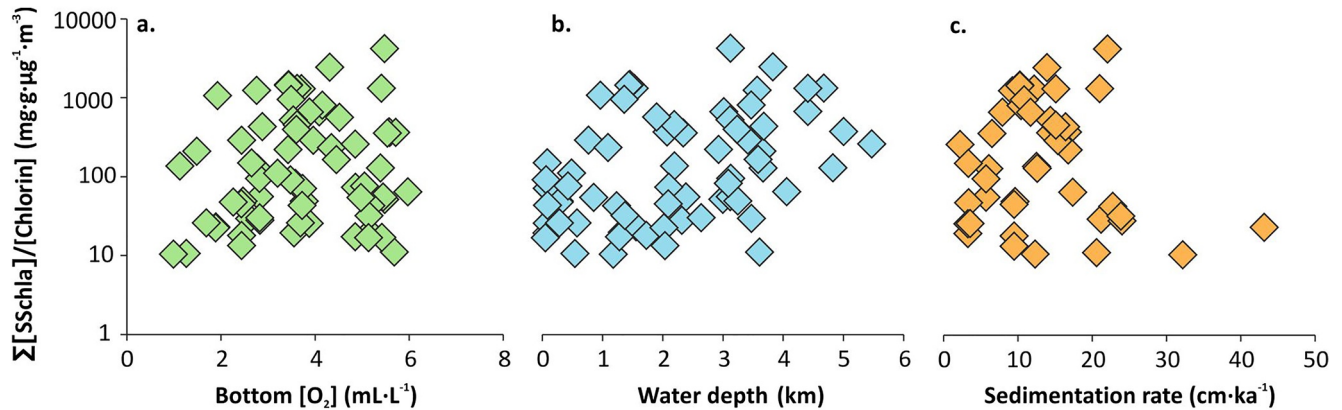 Σ[SSchla]/[Chlorin] (mg·g·µg⁻¹·m⁻³)
10000
1000
100
10
1
a.
0 2 4 6 8
Bottom [O₂] (mL·L⁻¹)
b.
0 1 2 3 4 5 6
Water depth (km)
c.
0 10 20 30 40 50
Sedimentation rate (cm·ka⁻¹)